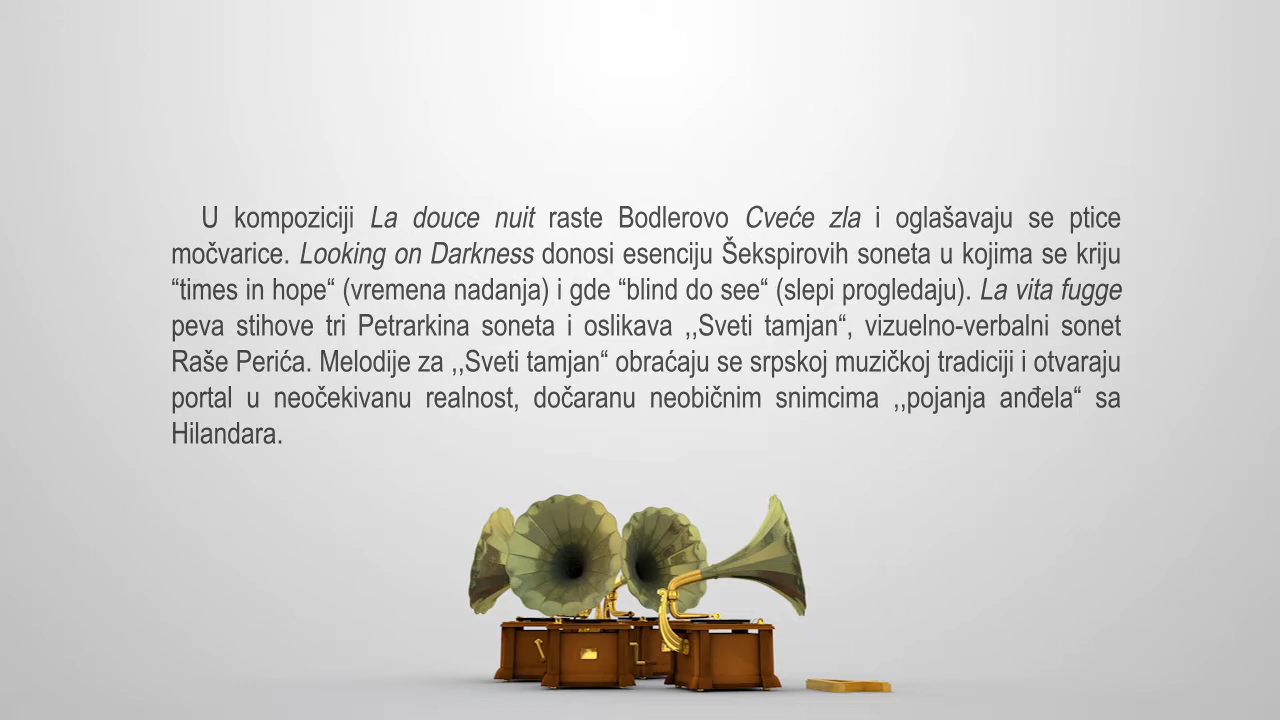 U kompoziciji La douce nuit raste Bodlerovo Cveće zla i oglašavaju se ptice
močvarice. Looking on Darkness donosi esenciju Šekspirovih soneta u kojima se kriju
“times in hope“ (vremena nadanja) i gde “blind do see“ (slepi progledaju). La vita fugge
peva stihove tri Petrarkina soneta i oslikava ,,Sveti tamjan“, vizuelno-verbalni sonet
Raše Perića. Melodije za ,,Sveti tamjan“ obraćaju se srpskoj muzičkoj tradiciji i otvaraju
portal u neočekivanu realnost, dočaranu neobičnim snimcima ,,pojanja anđela“ sa
Hilandara.